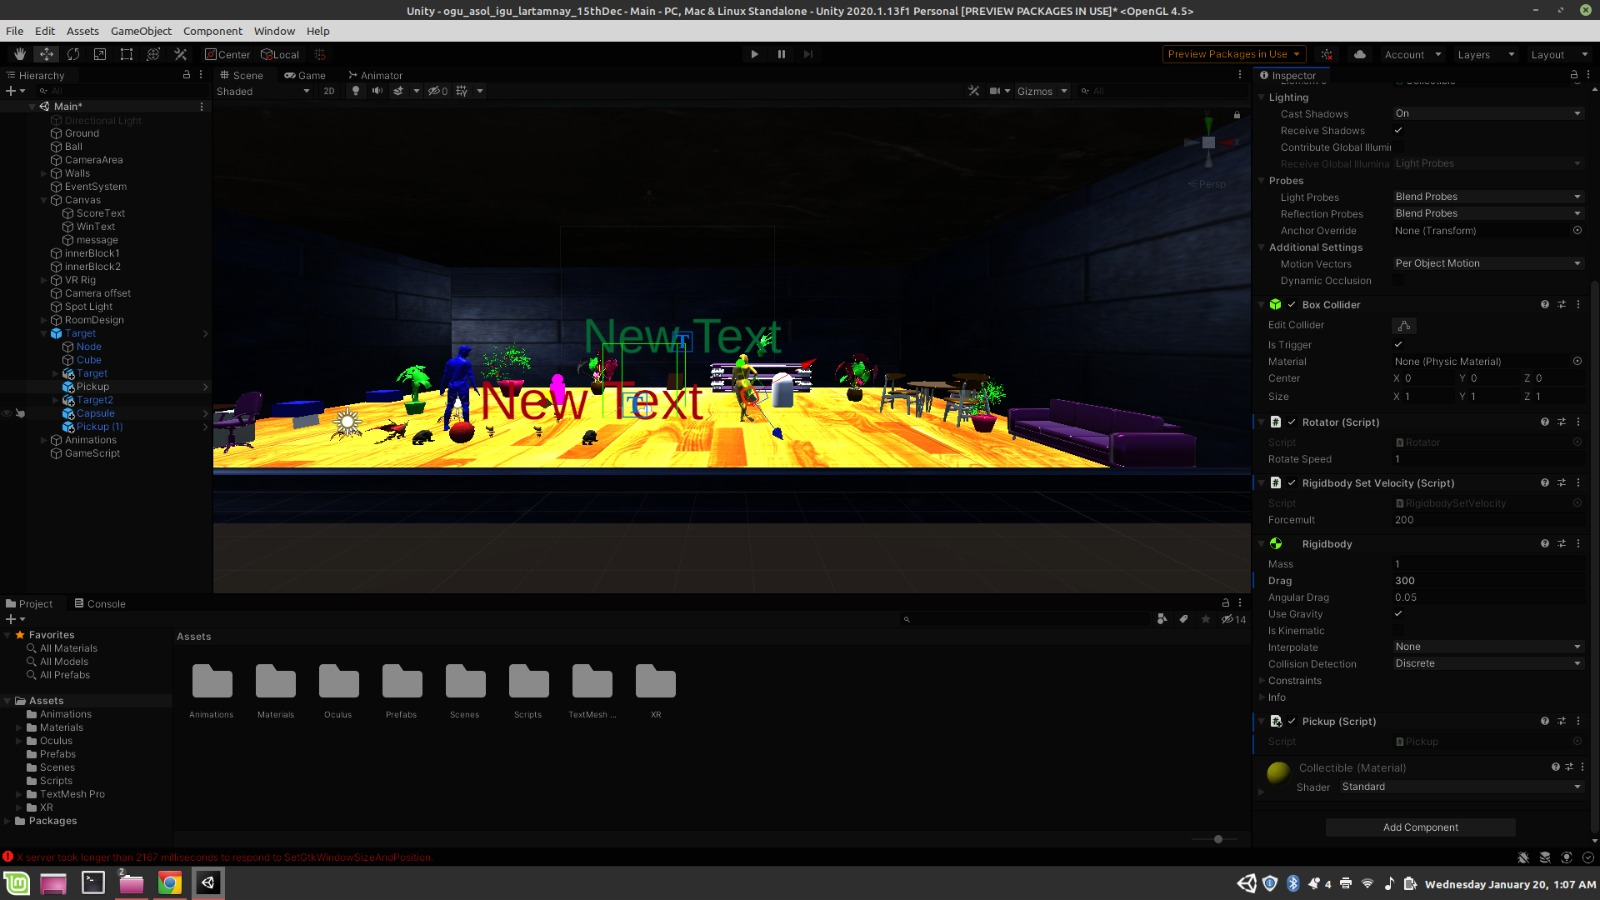 Unity - ogu_asol_igu_lartamnay_15thDec - Main - PC, Mac & Linux Standalone - Unity 2020.1.13f1 Personal [PREVIEW PACKAGES IN USE]* <OpenGL 4.5>
File Edit Assets GameObject Component Window Help
Center Local Preview Packages in Use Account Layers Layout
Hierarchy
All
Main*
Directional Light
Ground
Ball
CameraArea
Walls
EventSystem
Canvas
ScoreText
WinText
message
innerBlock1
innerBlock2
VR Rig
Camera offset
Spot Light
RoomDesign
Target
Node
Cube
Target
Pickup
Target2
Capsule
Pickup (1)
Animations
GameScript
Scene Game Animator
Shaded 2D 0 Gizmos All
Persp
New Text
New Text
Inspector
Lighting
Cast Shadows On
Receive Shadows
Contribute Global Illumin
Receive Global Illumina Light Probes
Probes
Light Probes Blend Probes
Reflection Probes Blend Probes
Anchor Override None (Transform)
Additional Settings
Motion Vectors Per Object Motion
Dynamic Occlusion
Box Collider
Edit Collider
Is Trigger
Material None (Physic Material)
Center X 0 Y 0 Z 0
Size X 1 Y 1 Z 1
Rotator (Script)
Script Rotator
Rotate Speed 1
Rigidbody Set Velocity (Script)
Script RigidbodySetVelocity
Forcemult 200
Rigidbody
Mass 1
Drag 300
Angular Drag 0.05
Use Gravity
Is Kinematic
Interpolate None
Collision Detection Discrete
Constraints
Info
Pickup (Script)
Script Pickup
Collectible (Material)
Shader Standard
Add Component
Project Console
14
Favorites
All Materials
All Models
All Prefabs
Assets
Animations
Materials
Oculus
Prefabs
Scenes
Scripts
TextMesh Pro
XR
Packages
Assets
Animations Materials Oculus Prefabs Scenes Scripts TextMesh ... XR
X server took longer than 2167 milliseconds to respond to SetGtkWindowSizeAndPosition.
2 4 Wednesday January 20, 1:07 AM